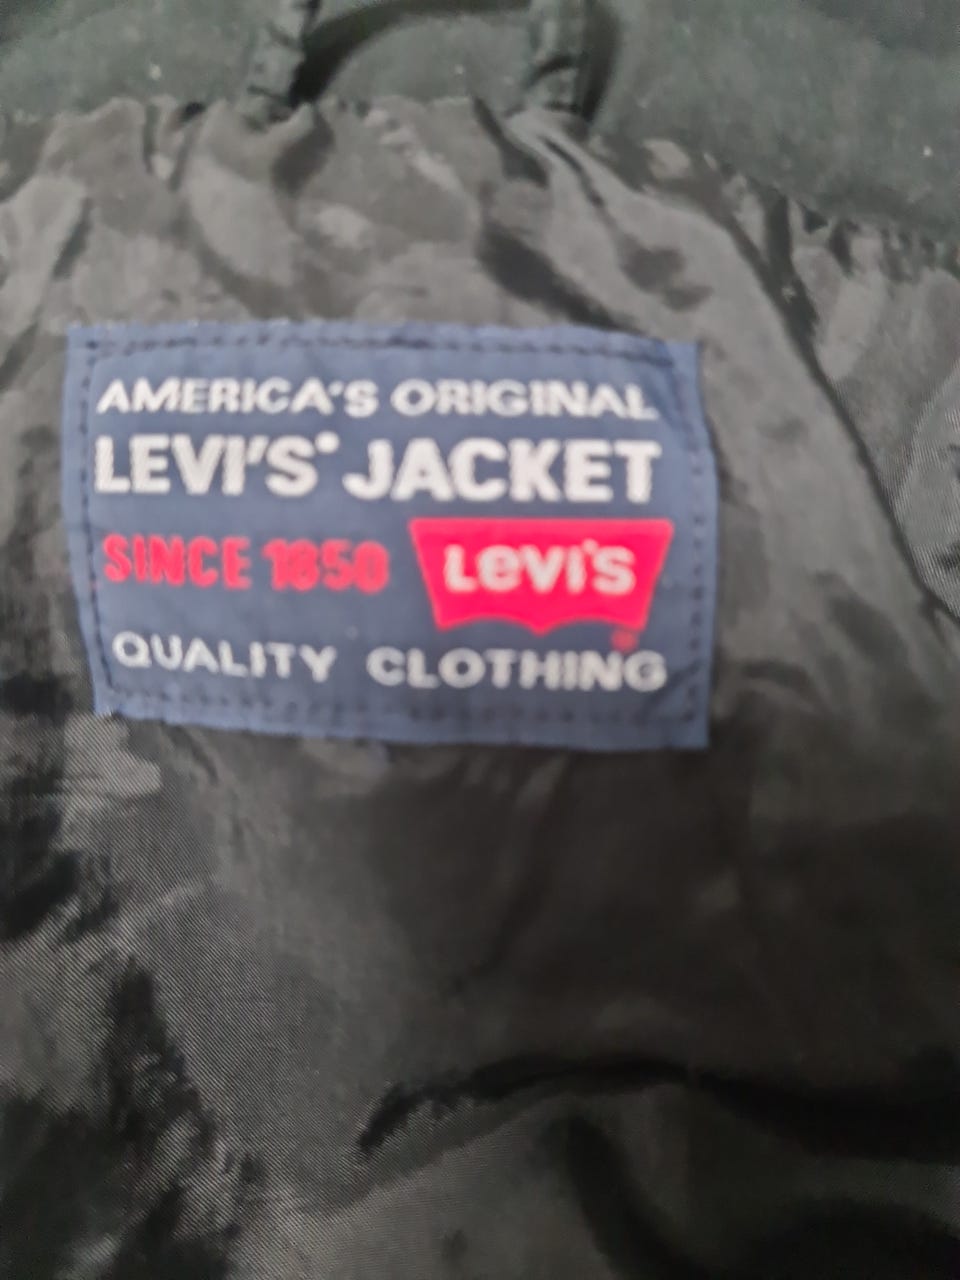 AMERICA'S ORIGINAL
LEVI'S® JACKET
SINCE 1850
LEVI'S
®
QUALITY CLOTHING